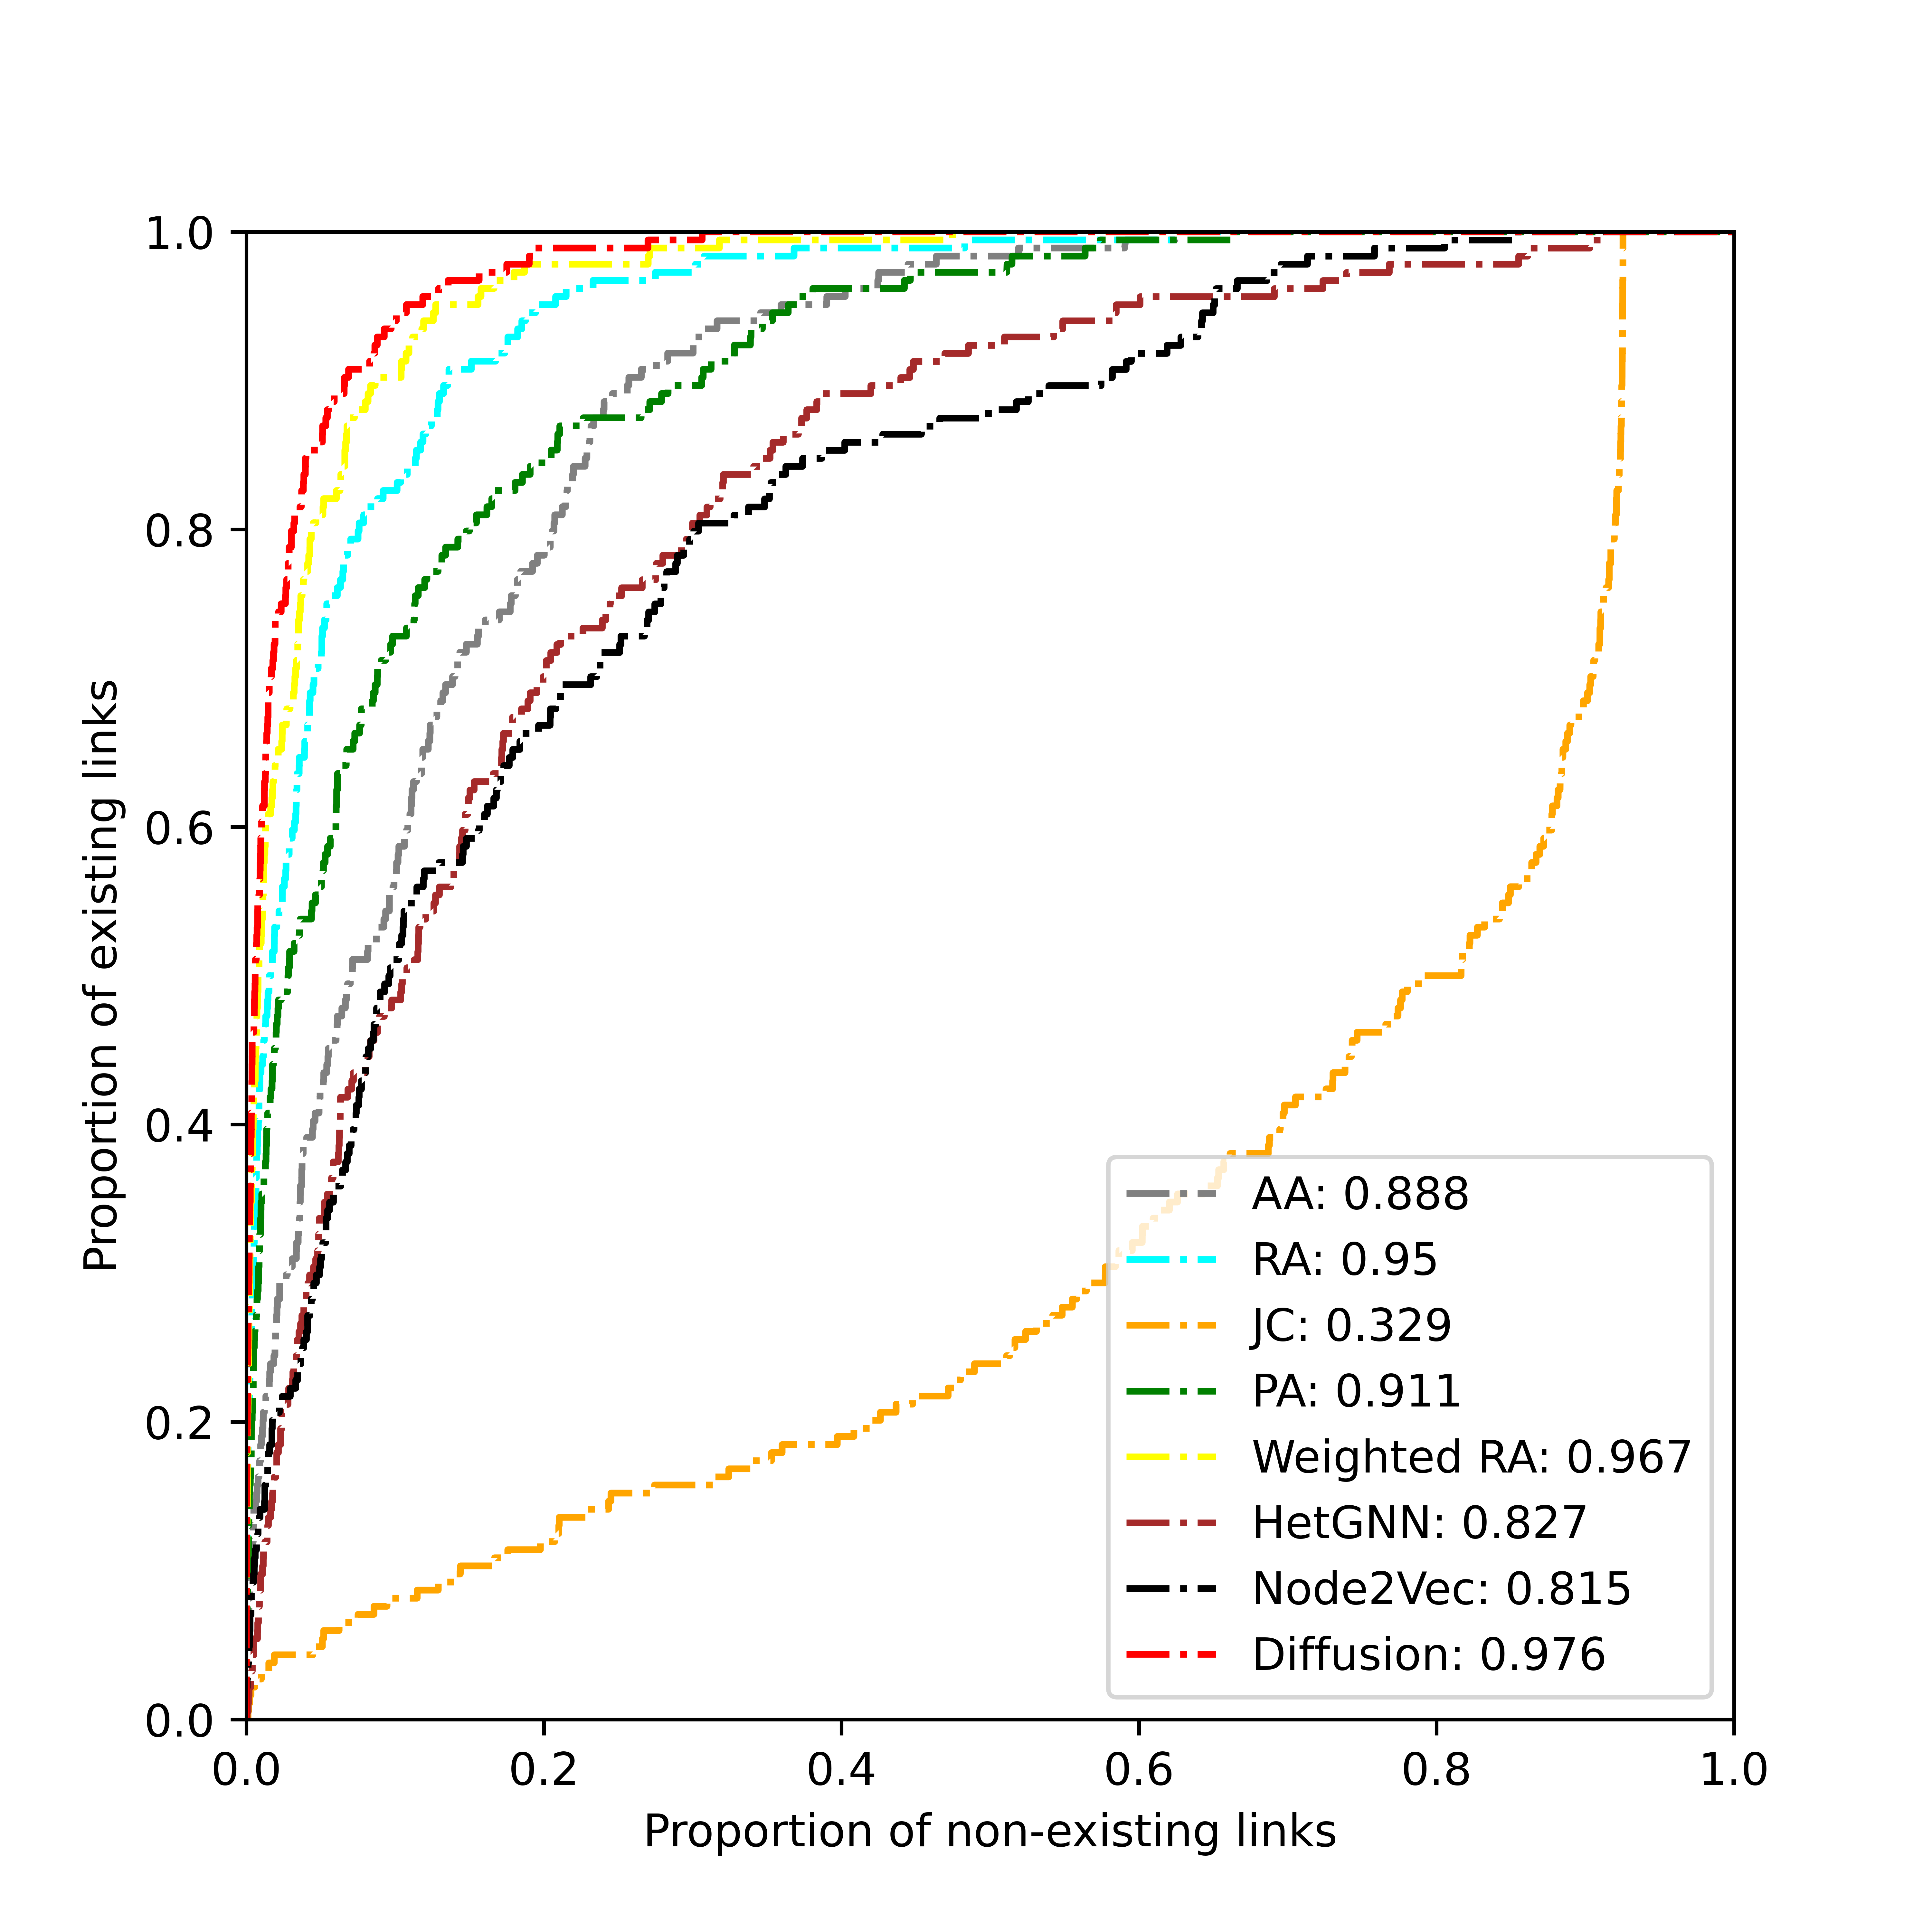 1.0
0.8
0.6
0.4
0.2
0.0
Proportion of existing links
AA: 0.888
RA: 0.95
JC: 0.329
PA: 0.911
Weighted RA: 0.967
HetGNN: 0.827
Node2Vec: 0.815
Diffusion: 0.976
0.0 0.2 0.4 0.6 0.8 1.0
Proportion of non-existing links